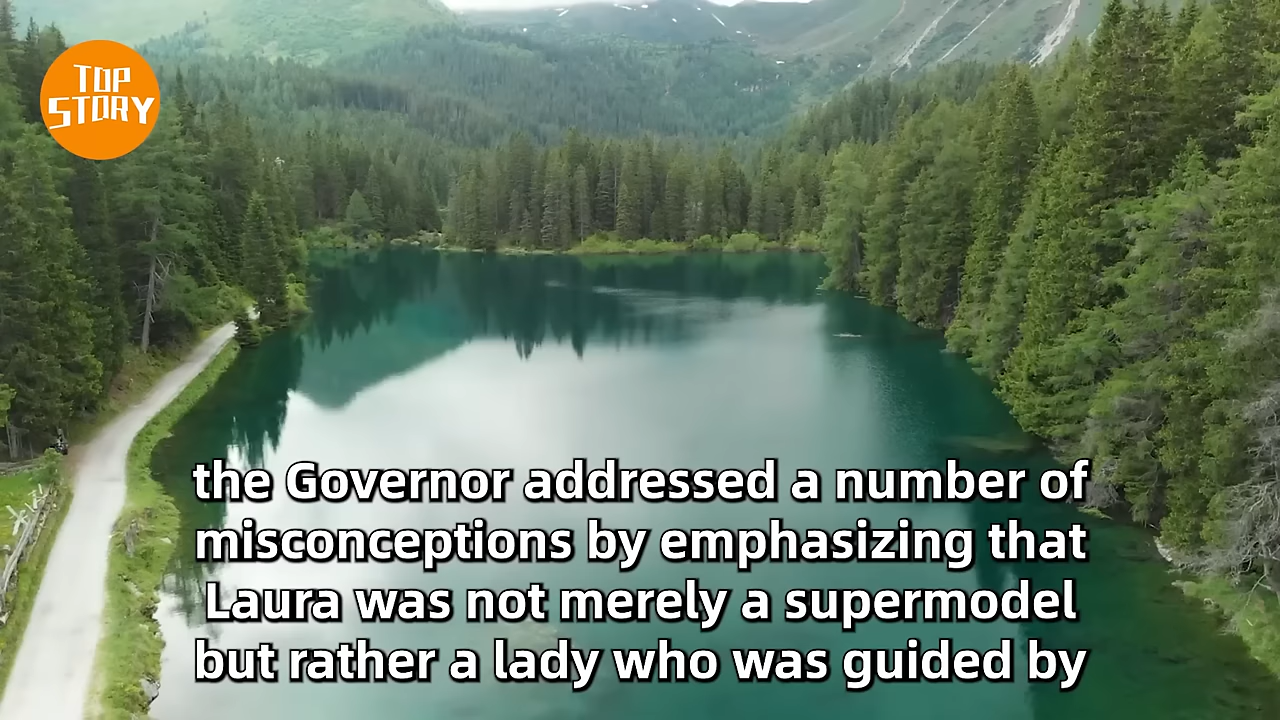 TOP
STORY
the Governor addressed a number of
misconceptions by emphasizing that
Laura was not merely a supermodel
but rather a lady who was guided by